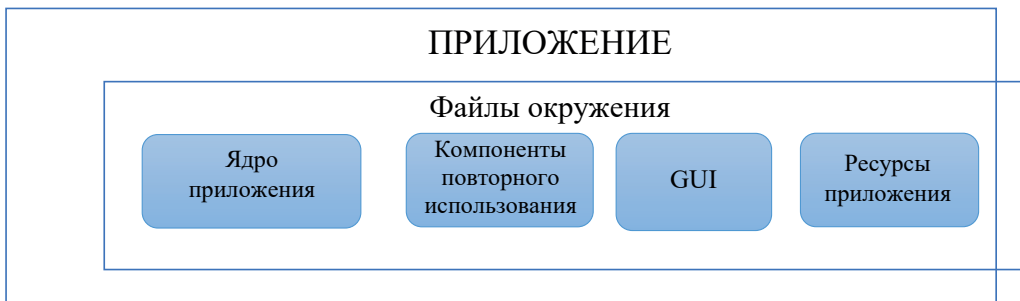 ПРИЛОЖЕНИЕ
Файлы окружения
Ядро
приложения
Компоненты
повторного
использования
GUI
Ресурсы
приложения